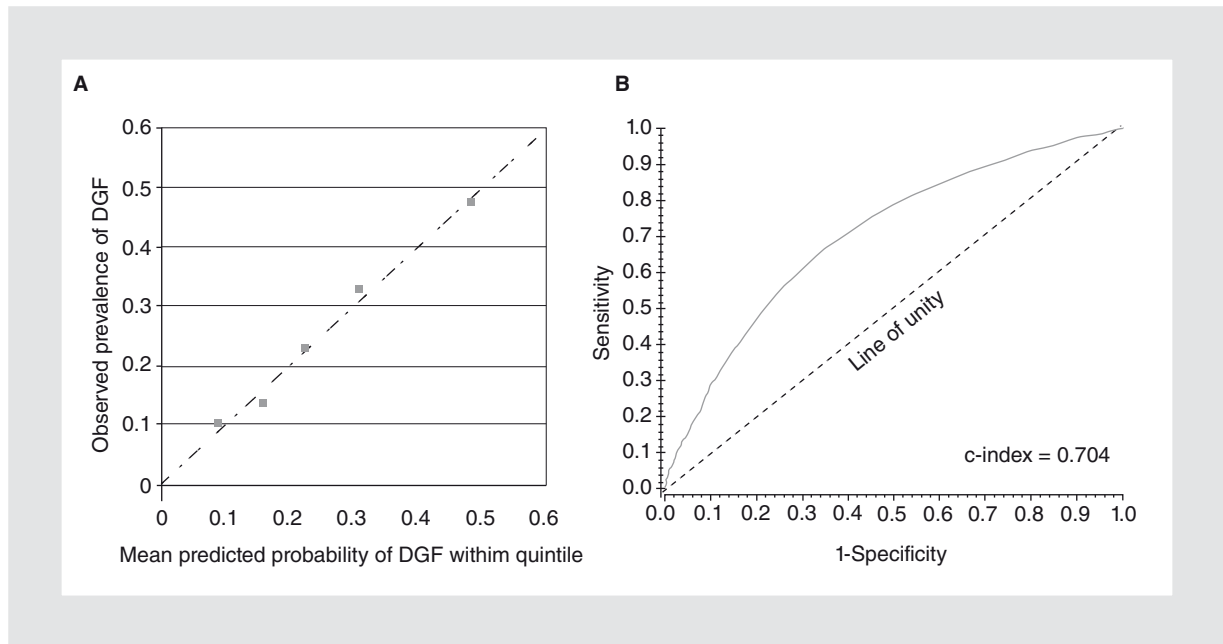 A
0.6
0.5
0.4
0.3
0.2
0.1
0
Observed prevalence of DGF
0 0.1 0.2 0.3 0.4 0.5 0.6
Mean predicted probability of DGF withim quintile
B
1.0
0.9
0.8
0.7
0.6
0.5
0.4
0.3
0.2
0.1
0.0
Sensitivity
Line of unity
c-index = 0.704
0.0 0.1 0.2 0.3 0.4 0.5 0.6 0.7 0.8 0.9 1.0
1-Specificity